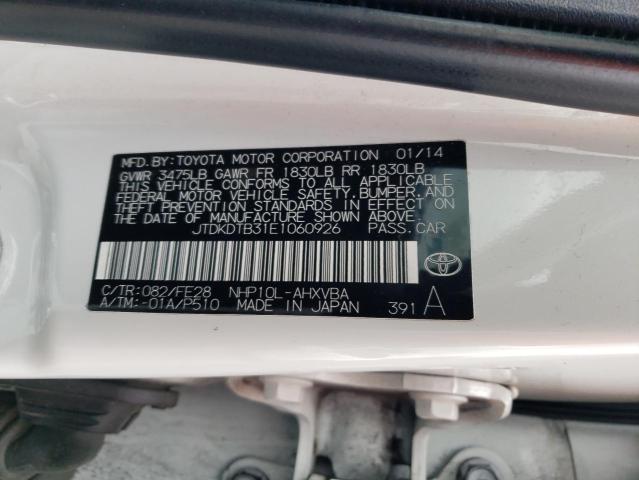 MFD.BY: TOYOTA MOTOR CORPORATION 01/14
GVWR 3475LB GAWR FR 1830LB RR 1830LB
THIS VEHICLE CONFORMS TO ALL APPLICABLE
FEDERAL MOTOR VEHICLE SAFETY, BUMPER, AND
THEFT PREVENTION STANDARDS IN EFFECT ON
THE DATE OF MANUFACTURE SHOWN ABOVE.
JTDKDTB31E1060926 PASS.CAR
C/TR: 082/FE28 NHP10L-AHXVBA
A/TM: -01A/P510 MADE IN JAPAN 391 A